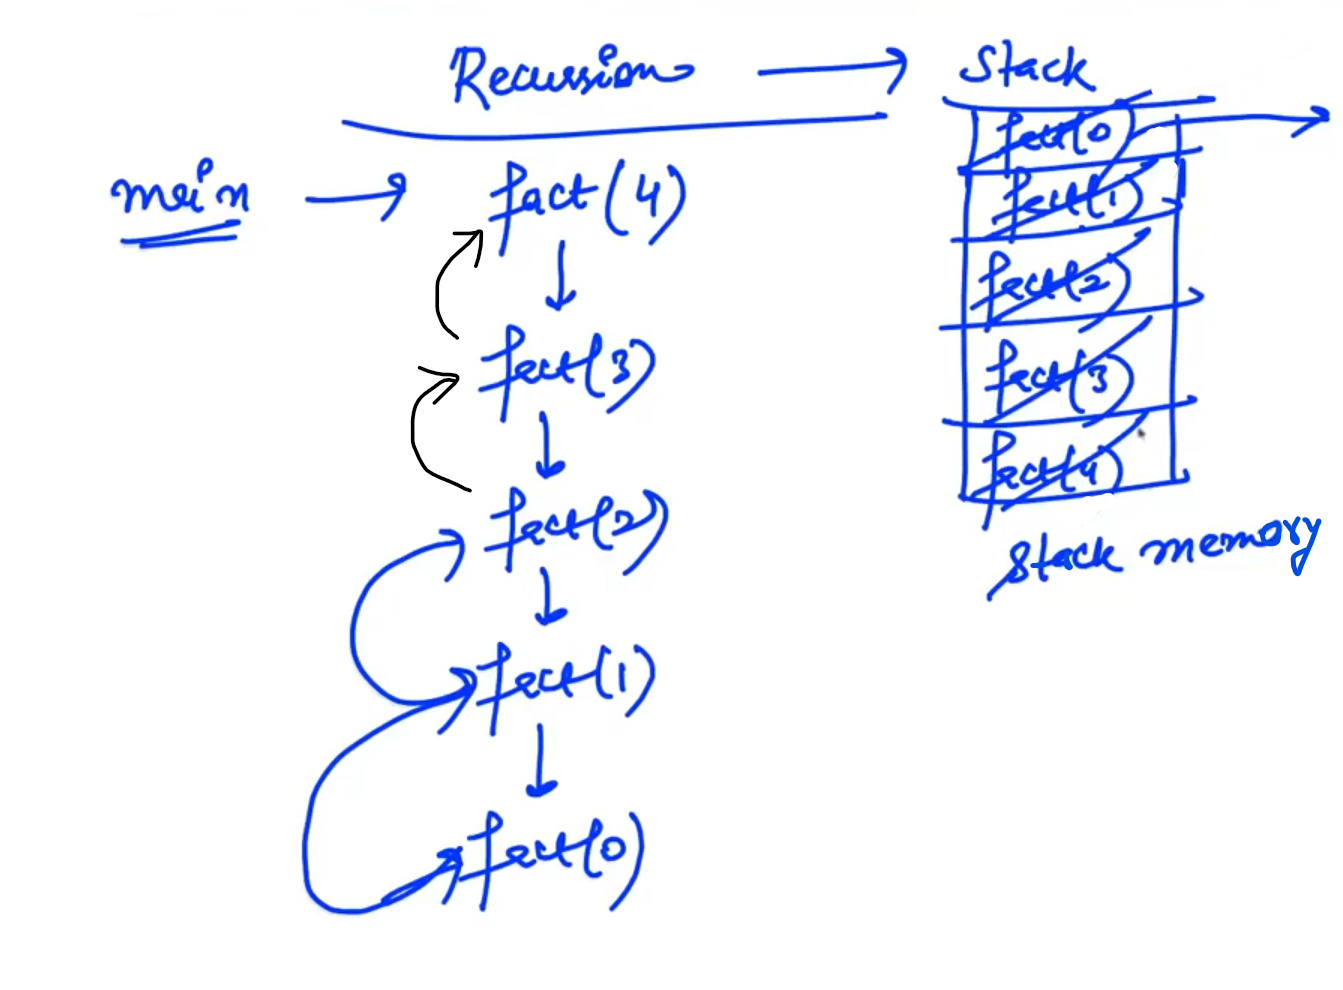 Recussion → Stack
main → fact(4)
fact(3)
fact(2)
fact(1)
fact(0)
fact(0)
fact(1)
fact(2)
fact(3)
fact(4)
Stack memory